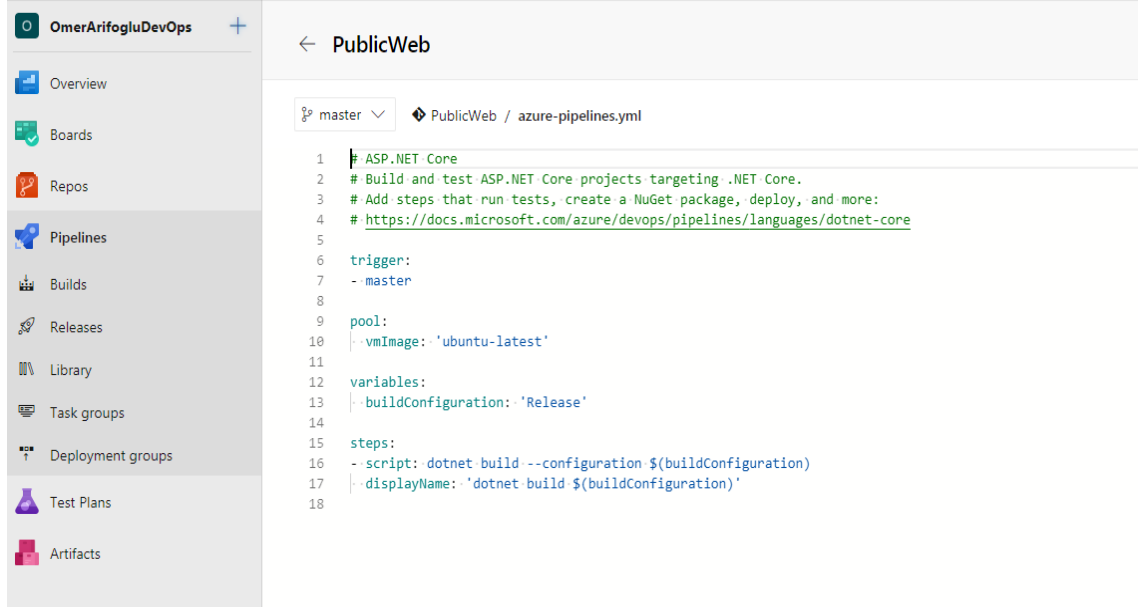 O OmerArifogluDevOps +
Overview
Boards
Repos
Pipelines
Builds
Releases
Library
Task groups
Deployment groups
Test Plans
Artifacts
← PublicWeb
master PublicWeb / azure-pipelines.yml
1 # ASP.NET Core
2 # Build and test ASP.NET Core projects targeting .NET Core.
3 # Add steps that run tests, create a NuGet package, deploy, and more:
4 # https://docs.microsoft.com/azure/devops/pipelines/languages/dotnet-core
5
6 trigger:
7 - master
8
9 pool:
10   vmImage: 'ubuntu-latest'
11
12 variables:
13   buildConfiguration: 'Release'
14
15 steps:
16 - script: dotnet build --configuration $(buildConfiguration)
17   displayName: 'dotnet build $(buildConfiguration)'
18